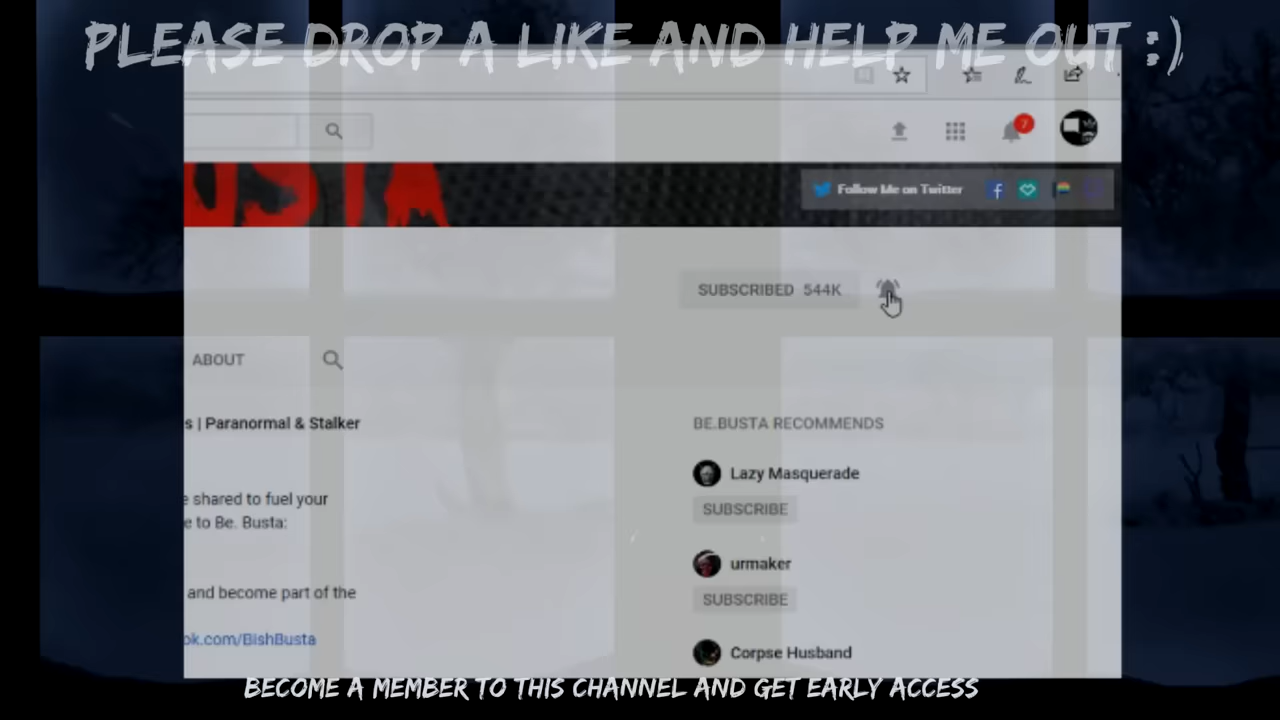 PLEASE DROP A LIKE AND HELP ME OUT :)
7
USTA
Follow Me on Twitter
SUBSCRIBED 544K
ABOUT
s | Paranormal & Stalker
BE.BUSTA RECOMMENDS
Lazy Masquerade
SUBSCRIBE
e shared to fuel your
e to Be. Busta:
urmaker
SUBSCRIBE
and become part of the
ok.com/BishBusta
Corpse Husband
BECOME A MEMBER TO THIS CHANNEL AND GET EARLY ACCESS